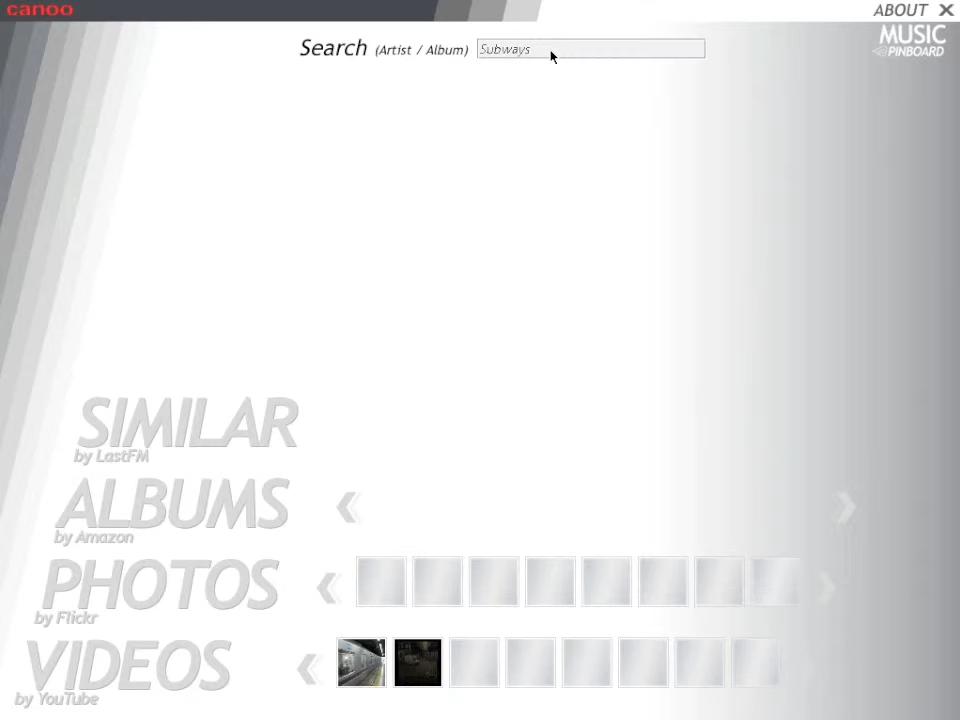 canoo
ABOUT X
Search (Artist / Album) Subways
MUSIC
PINBOARD
SIMILAR
by LastFM
ALBUMS
by Amazon
PHOTOS
by Flickr
VIDEOS
by YouTube